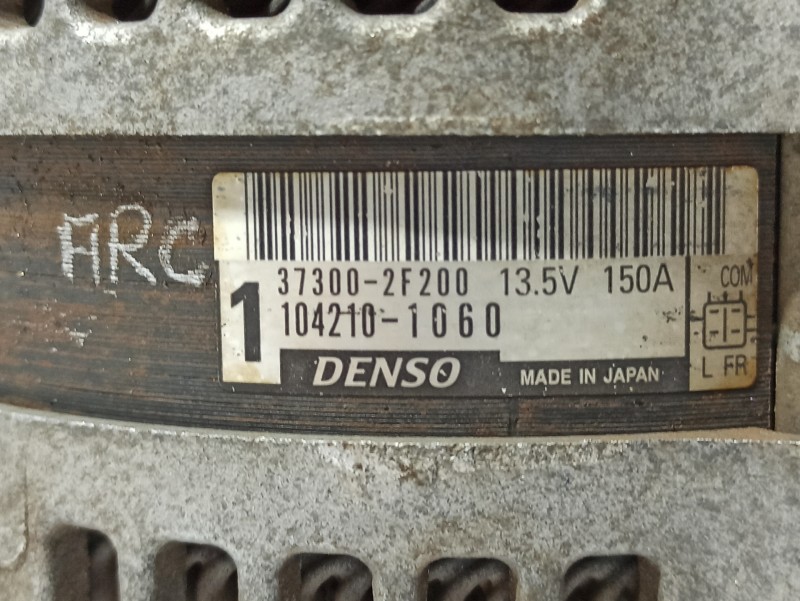 ARC
1
37300-2F200 13.5V 150A
104210-1060
DENSO MADE IN JAPAN
COM
L FR